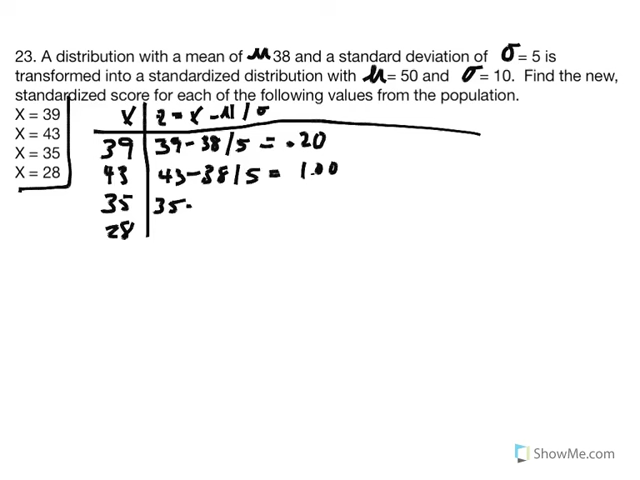 23. A distribution with a mean of μ 38 and a standard deviation of σ = 5 is
transformed into a standardized distribution with μ = 50 and σ = 10. Find the new,
standardized score for each of the following values from the population.
X = 39
X = 43
X = 35
X = 28
X z = X - M / σ
39 39 - 38 / 5 = .20
43 43 - 38 / 5 = 1.00
35 35 -
28
ShowMe.com